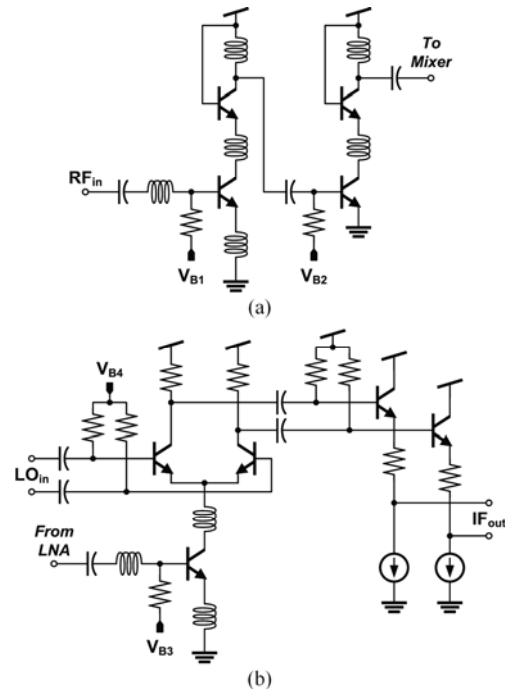 To
Mixer
RFin
VB1
VB2
(a)
VB4
LOin
From
LNA
IFout
VB3
(b)